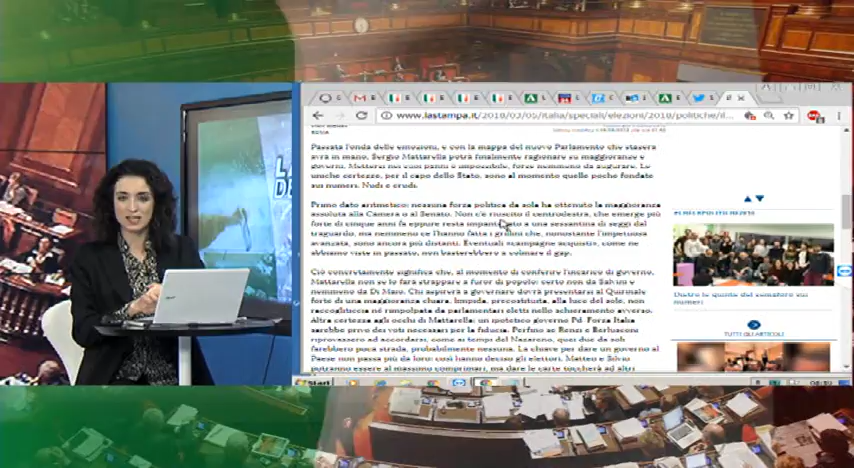 www.lastampa.it/2018/03/05/italia/speciali/elezioni/2018/politiche/il...
Passata l'onda delle emozioni, e con la mappa del nuovo Parlamento che stasera
avrà in mano, Sergio Mattarella potrà finalmente ragionare su maggioranze e
governi. Mettersi nei suoi panni è impossibile, forse nemmeno da augurare. Le
uniche certezze, per il capo dello Stato, sono al momento quelle poche fondate
sui numeri. Nudi e crudi.
Primo dato aritmetico: nessuna forza politica da sola ha ottenuto la maggioranza
assoluta alla Camera o al Senato. Non c'è riuscito il centrodestra, che emerge più
forte di cinque anni fa eppure resta impantanato a una sessantina di seggi dal
traguardo, ma nemmeno ce l'hanno fatta i grillini che, nonostante l'impetuosa
avanzata, sono ancora più distanti. Eventuali «campagne acquisti», come ne
abbiamo viste in passato, non basterebbero a colmare il gap.
Ciò concretamente significa che, al momento di conferire l'incarico di governo,
Mattarella non se lo farà strappare a furor di popolo: certo non da Salvini e
nemmeno da Di Maio. Chi aspirerà a governare dovrà presentarsi al Quirinale
forte di una maggioranza chiara, limpida, precostituita, alla luce del sole, non
raccogliticcia né rimpolpata da parlamentari eletti nello schieramento avverso.
Altra certezza agli occhi di Mattarella: un ipotetico governo Pd-Forza Italia
sarebbe privo dei voti necessari per la fiducia. Perfino se Renzi e Berlusconi
riprovassero ad accordarsi, come ai tempi del Nazareno, quei due da soli
farebbero poca strada, probabilmente nessuna. La chiave per dare un governo al
Paese non passa più da loro: così hanno deciso gli elettori. Matteo e Silvio
potranno essere al massimo comprimari, ma dare le carte toccherà ad altri
Dietro le quinte del semaforo sui
numeri
TUTTI GLI ARTICOLI
Start